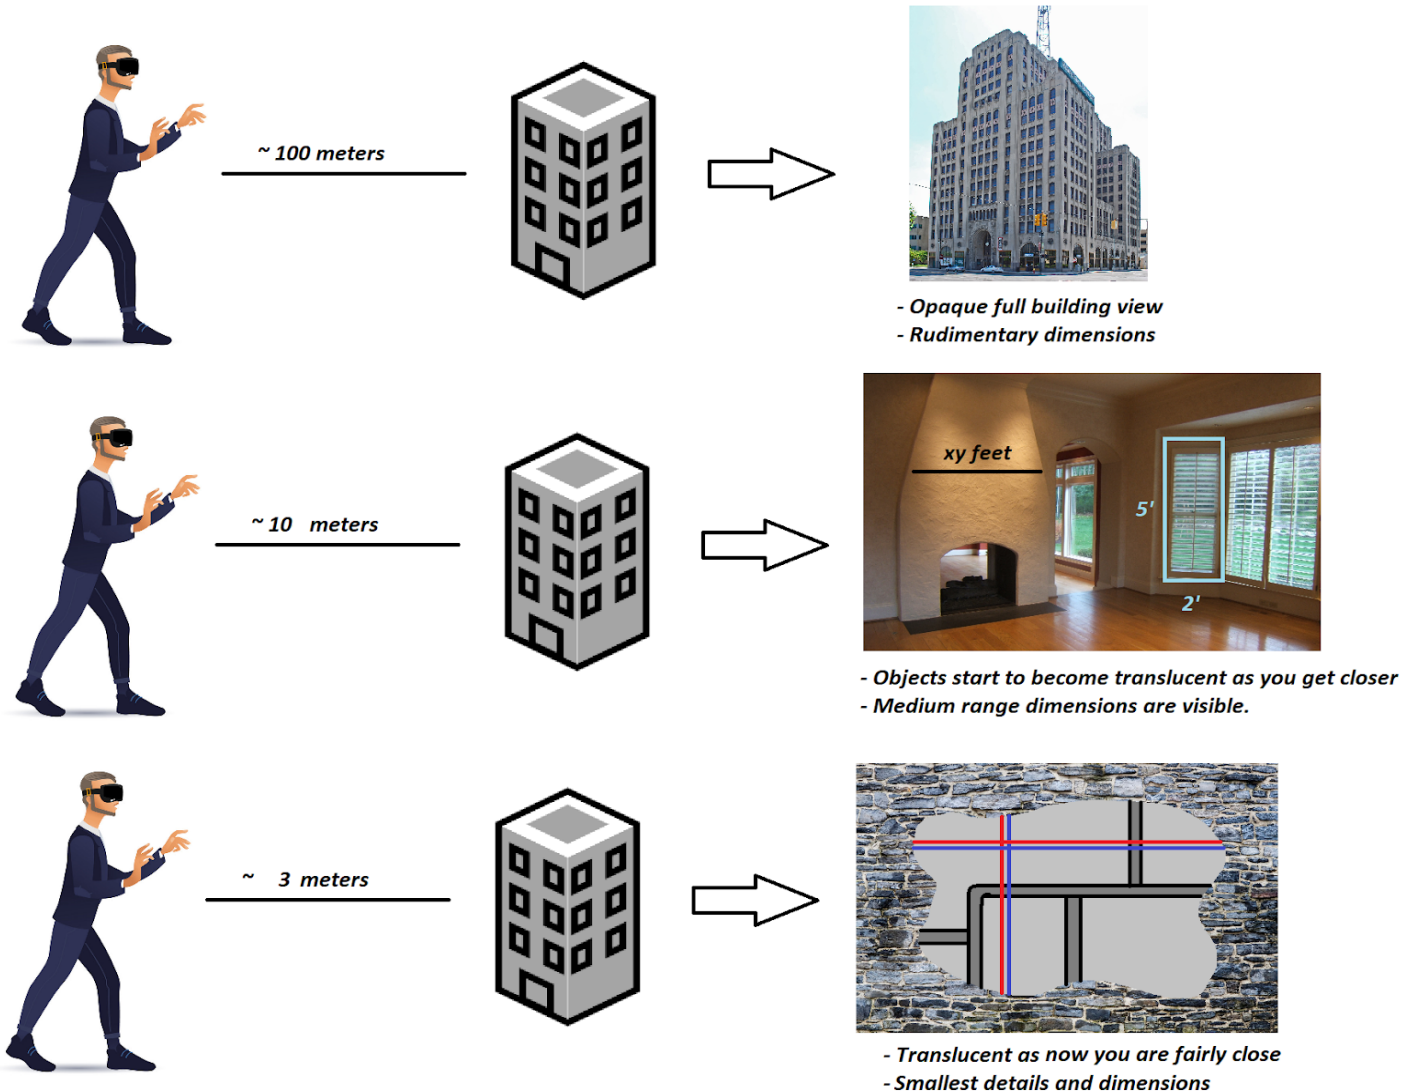 ~ 100 meters
- Opaque full building view
- Rudimentary dimensions
~ 10 meters
xy feet
5'
2'
- Objects start to become translucent as you get closer
- Medium range dimensions are visible.
~ 3 meters
- Translucent as now you are fairly close
- Smallest details and dimensions